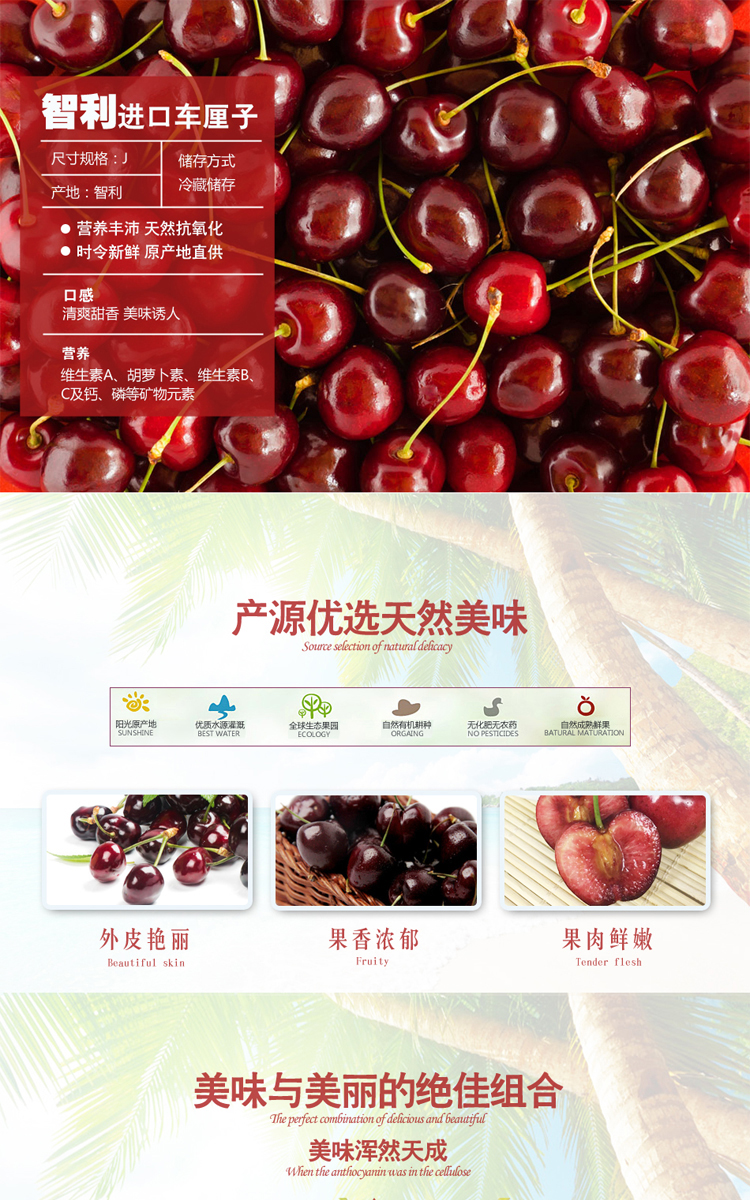 智利进口车厘子
尺寸规格：J
产地：智利
储存方式
冷藏储存
营养丰沛 天然抗氧化
时令新鲜 原产地直供
口感
清爽甜香 美味诱人
营养
维生素A、胡萝卜素、维生素B、
C及钙、磷等矿物元素
产源优选天然美味
Source selection of natural delicacy
阳光原产地
SUNSHINE
优质水源灌溉
BEST WATER
全球生态果园
ECOLOGY
自然有机耕种
ORGAING
无化肥无农药
NO PESTICIDES
自然成熟鲜果
BATURAL MATURATION
外皮艳丽
Beautiful skin
果香浓郁
Fruity
果肉鲜嫩
Tender flesh
美味与美丽的绝佳组合
The perfect combination of delicious and beautiful
美味浑然天成
When the anthocyanin was in the cellulose